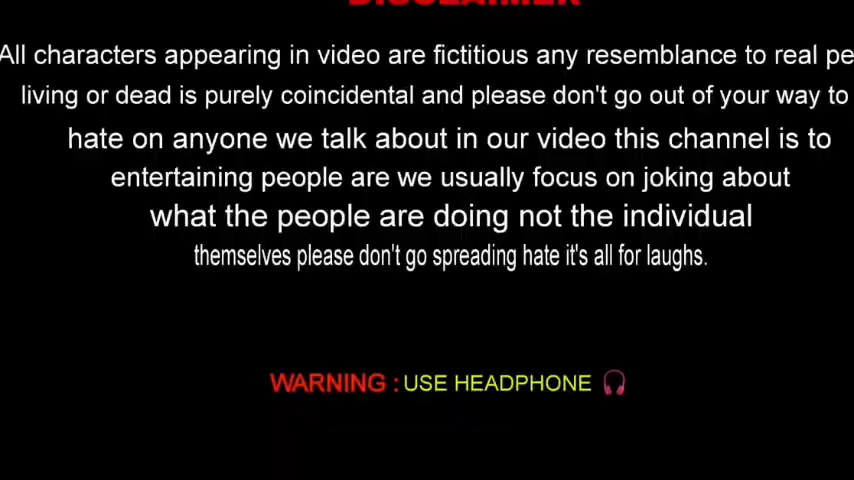 DISCLAIMER
All characters appearing in video are fictitious any resemblance to real pe
living or dead is purely coincidental and please don't go out of your way to
hate on anyone we talk about in our video this channel is to
entertaining people are we usually focus on joking about
what the people are doing not the individual
themselves please don't go spreading hate it's all for laughs.
WARNING : USE HEADPHONE 🎧